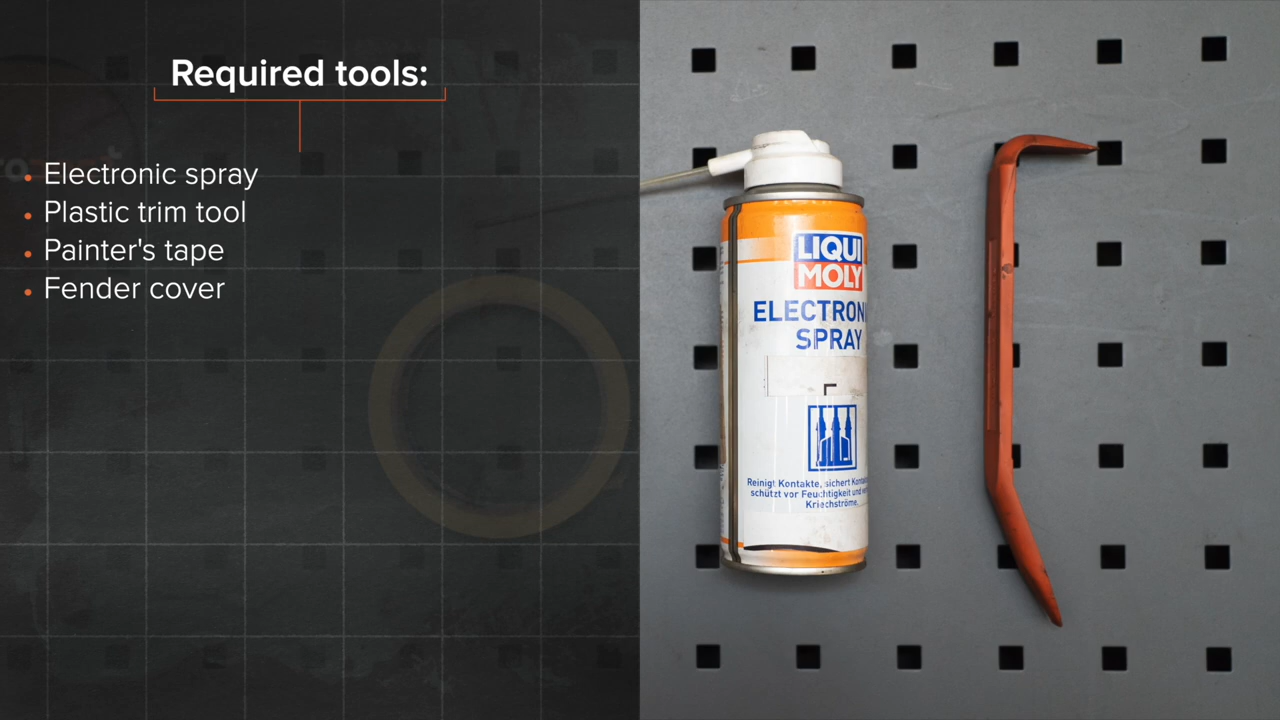 Required tools:
Electronic spray
Plastic trim tool
Painter's tape
Fender cover
LIQUI
MOLY
ELECTRON
SPRAY
Reinigt Kontakte, sichert
schützt vor Feuchtigkeit und
Kriechströme.